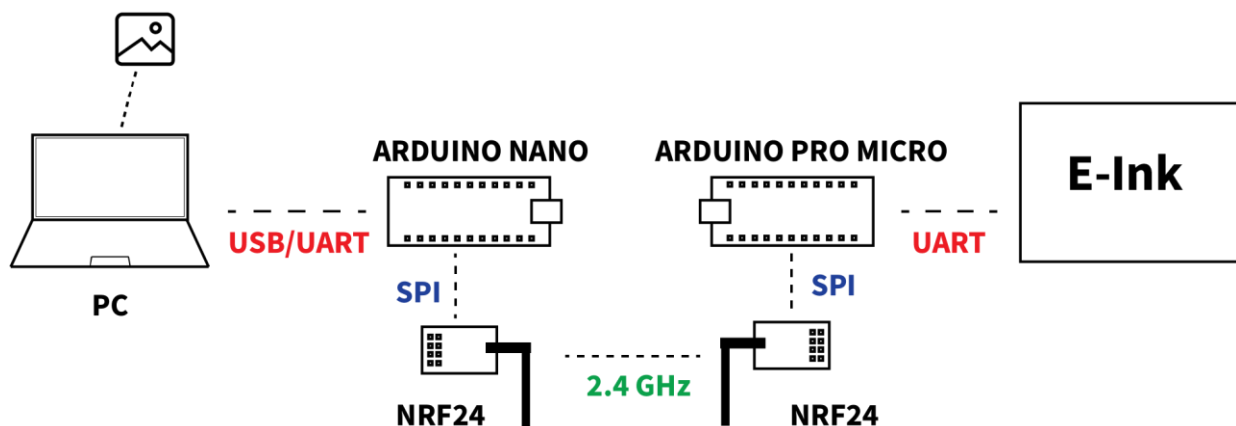 ARDUINO NANO
ARDUINO PRO MICRO
E-Ink
USB/UART
UART
PC
SPI
SPI
2.4 GHz
NRF24
NRF24